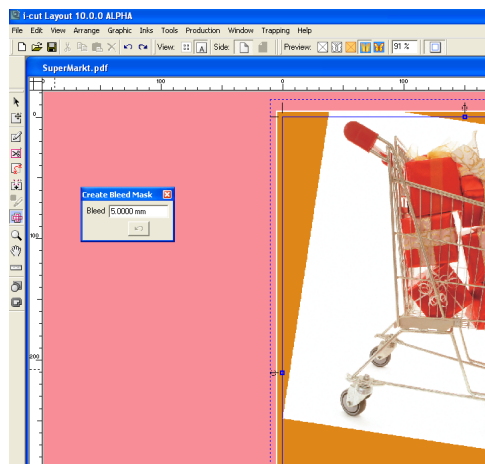 i-cut Layout 10.0.0 ALPHA
File Edit View Arrange Graphic Inks Tools Production Window Trapping Help
View: A Side: Preview: 91 %
SuperMarkt.pdf
100 0 100
0
Create Bleed Mask
Bleed 5.0000 mm
100
200